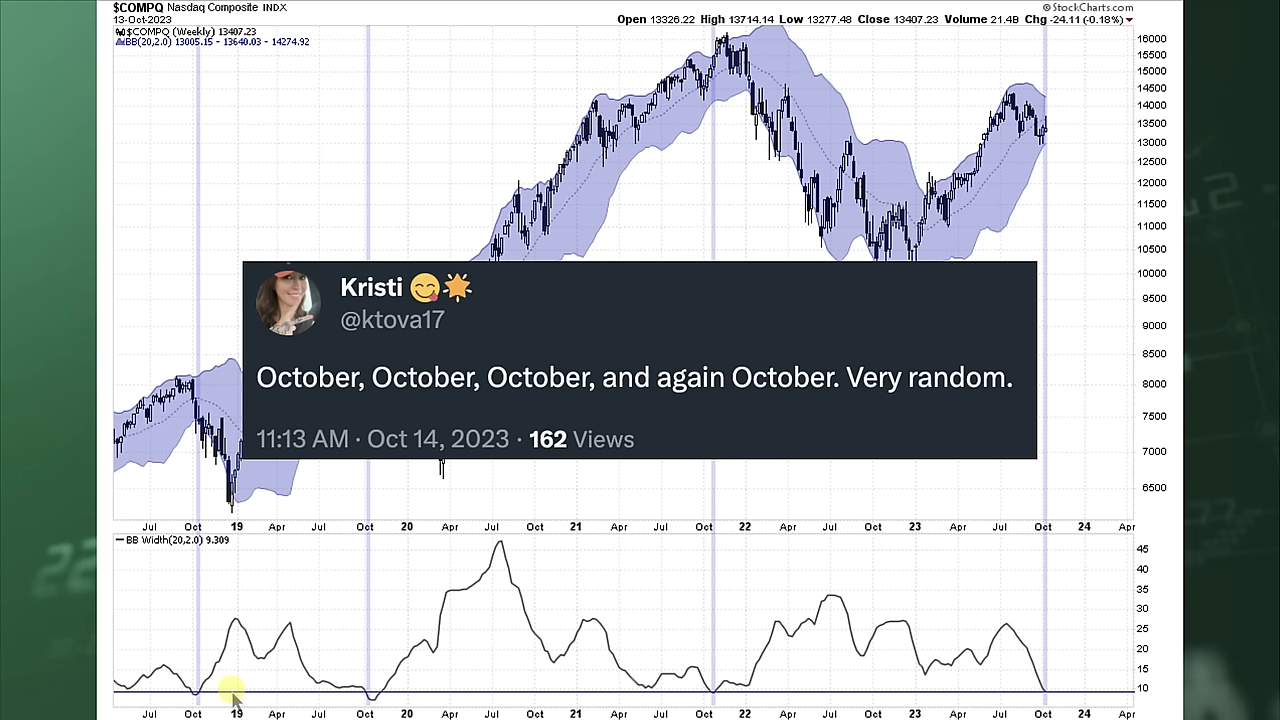 $COMPQ Nasdaq Composite INDX
© StockCharts.com
13-Oct-2023
Open 13326.22 High 13714.14 Low 13277.48 Close 13407.23 Volume 21.4B Chg -24.11 (-0.18%)
$COMPQ (Weekly) 13407.23
BB(20,2.0) 13005.15 - 13640.03 - 14274.92
16000
15500
15000
14500
14000
13500
13000
12500
12000
11500
11000
10500
10000
9500
9000
8500
8000
7500
7000
6500
Kristi 😋🌟
@ktova17
October, October, October, and again October. Very random.
11:13 AM · Oct 14, 2023 · 162 Views
Jul Oct 19 Apr Jul Oct 20 Apr Jul Oct 21 Apr Jul Oct 22 Apr Jul Oct 23 Apr Jul Oct 24 Apr
BB Width(20,2.0) 9.309
45
40
35
30
25
20
15
10
Jul Oct 19 Apr Jul Oct 20 Apr Jul Oct 21 Apr Jul Oct 22 Apr Jul Oct 23 Apr Jul Oct 24 Apr